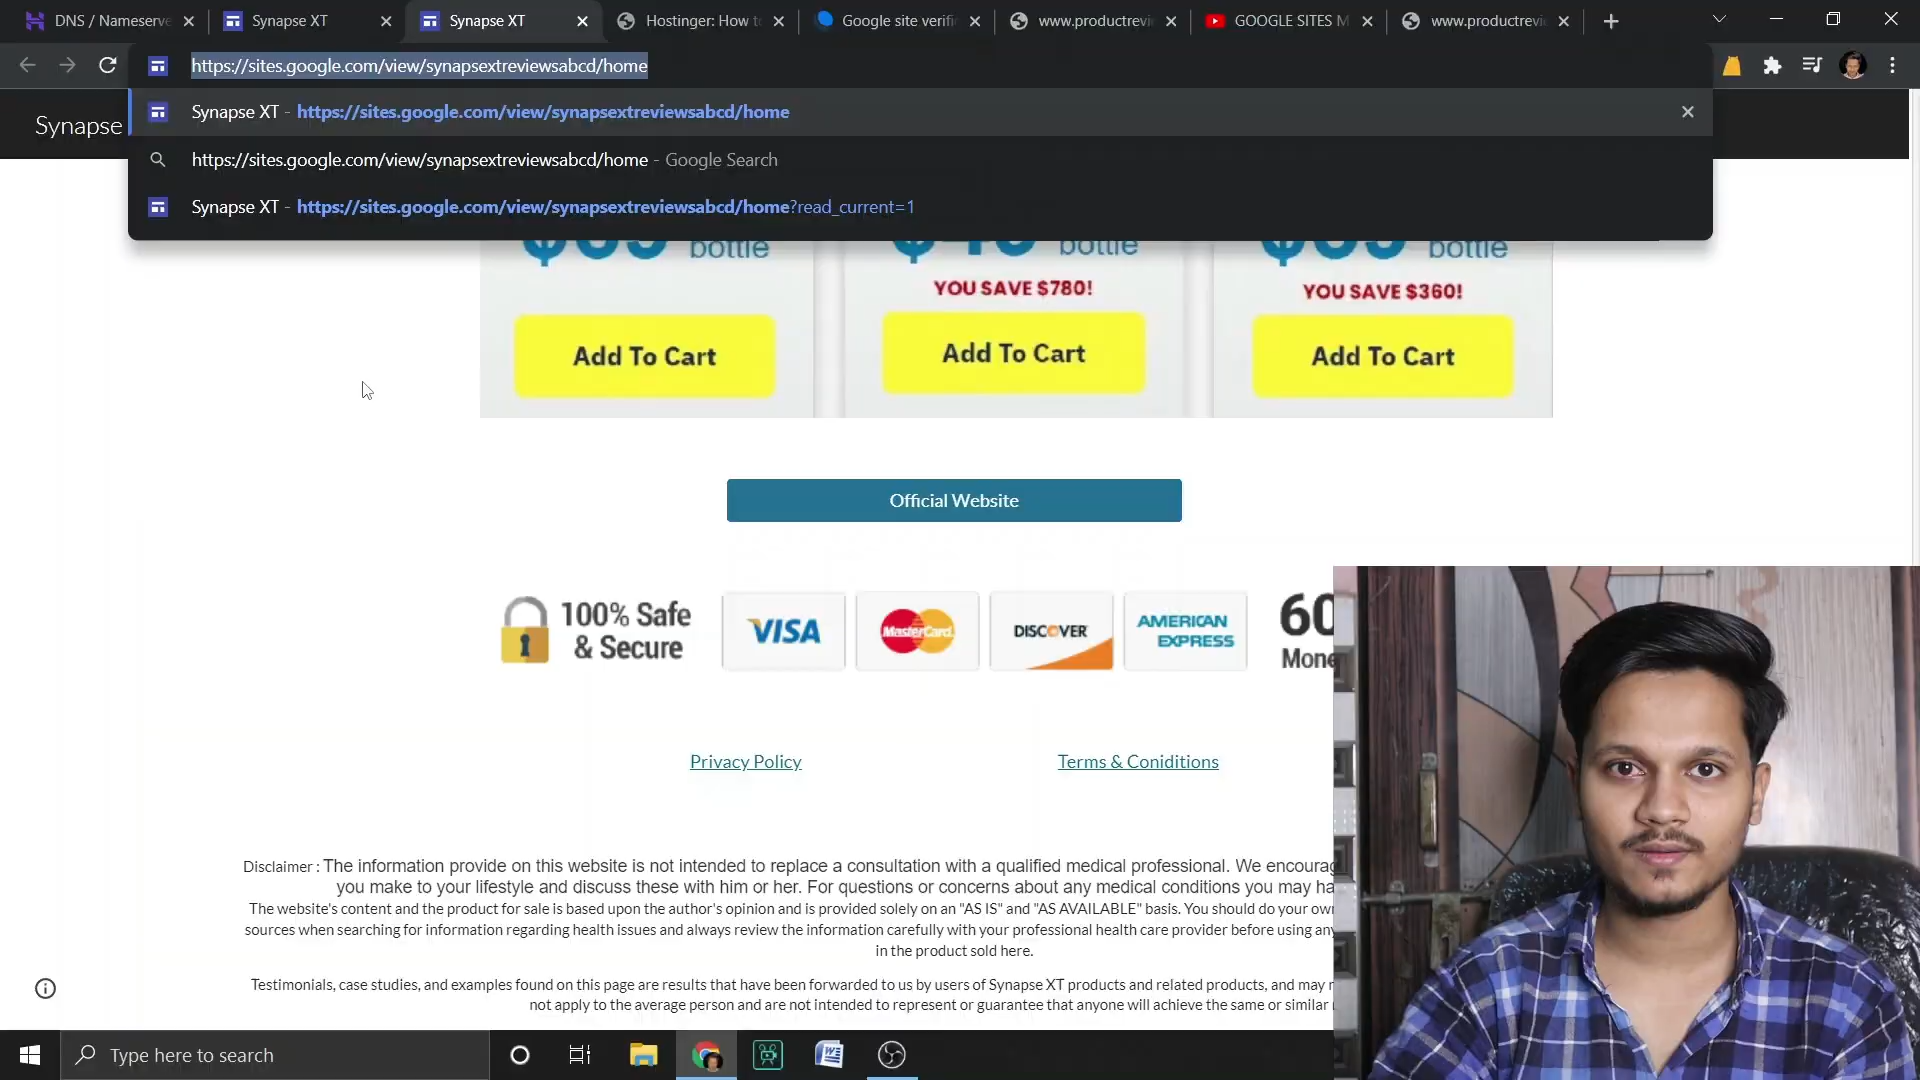 DNS / Nameserve
Synapse XT
Synapse XT
Hostinger: How to
Google site verifi
www.productrevi
GOOGLE SITES M
www.productrevi
https://sites.google.com/view/synapsextreviewsabcd/home
Synapse XT - https://sites.google.com/view/synapsextreviewsabcd/home
https://sites.google.com/view/synapsextreviewsabcd/home - Google Search
Synapse XT - https://sites.google.com/view/synapsextreviewsabcd/home?read_current=1
Synapse
bottle
bottle
bottle
YOU SAVE $780!
YOU SAVE $360!
Add To Cart
Add To Cart
Add To Cart
Official Website
100% Safe
& Secure
VISA
MasterCard
DISCOVER
AMERICAN
EXPRESS
60
Mone
Privacy Policy
Terms & Coniditions
Disclaimer : The information provide on this website is not intended to replace a consultation with a qualified medical professional. We encourag
you make to your lifestyle and discuss these with him or her. For questions or concerns about any medical conditions you may ha
The website's content and the product for sale is based upon the author's opinion and is provided solely on an "AS IS" and "AS AVAILABLE" basis. You should do your own
sources when searching for information regarding health issues and always review the information carefully with your professional health care provider before using any
in the product sold here.
Testimonials, case studies, and examples found on this page are results that have been forwarded to us by users of Synapse XT products and related products, and may
not apply to the average person and are not intended to represent or guarantee that anyone will achieve the same or similar
Type here to search